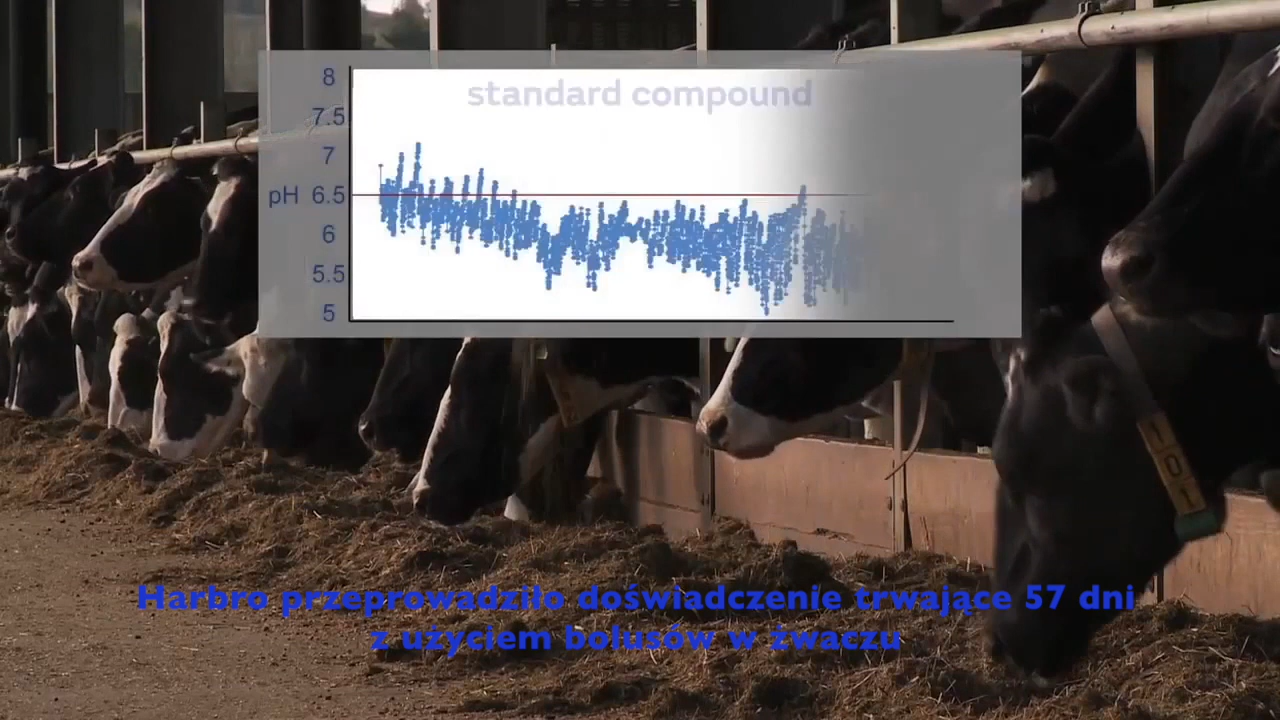 standard compound
8
7.5
7
pH 6.5
6
5.5
5
101
Harbro przeprowadziło doświadczenie trwające 57 dni
z użyciem bolusów w żwaczu